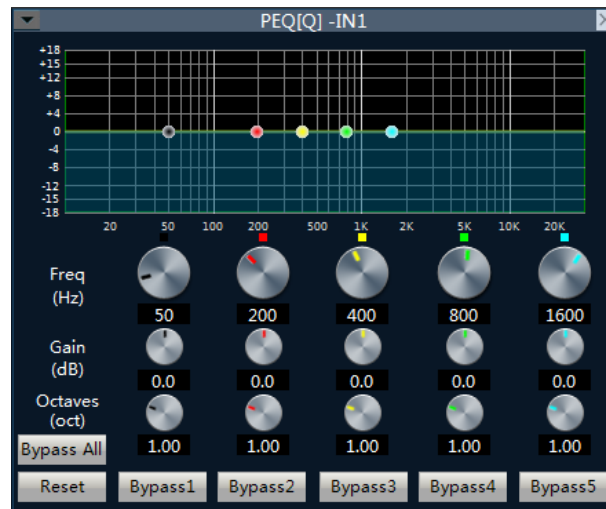 PEQ[Q] -IN1
+18
+15
+12
+8
+4
0
-4
-8
-12
-15
-18
20 50 100 200 500 1K 2K 5K 10K 20K
Freq
(Hz)
50 200 400 800 1600
Gain
(dB)
0.0 0.0 0.0 0.0 0.0
Octaves
(oct)
1.00 1.00 1.00 1.00 1.00
Bypass All
Reset Bypass1 Bypass2 Bypass3 Bypass4 Bypass5